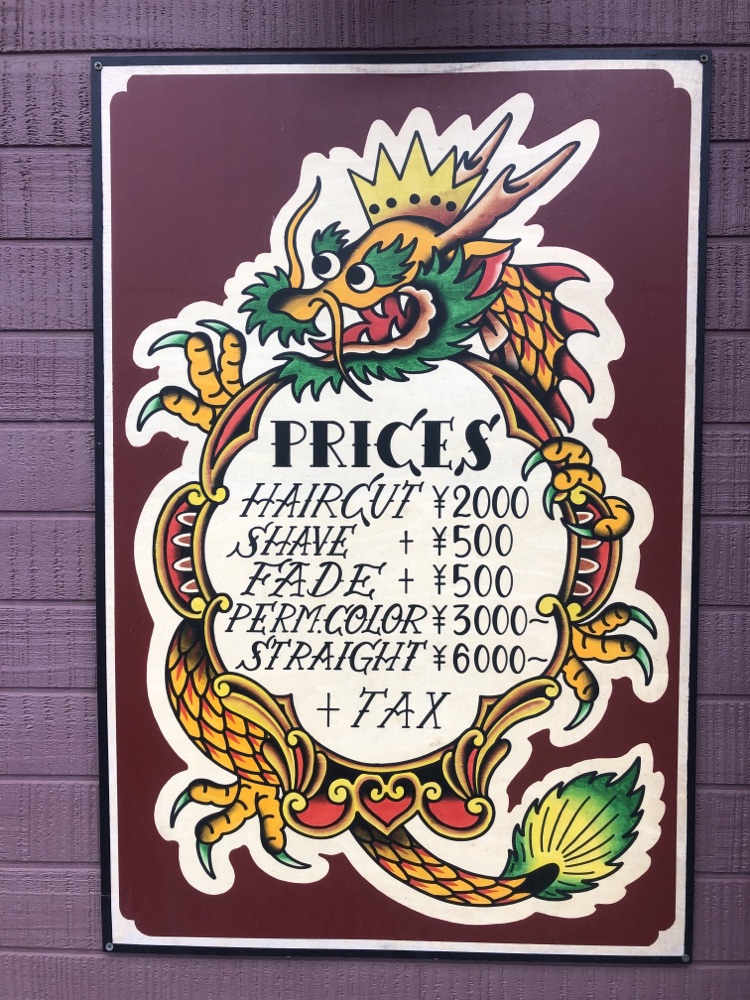 PRICES
HAIRCUT ¥2000
SHAVE + ¥500
FADE + ¥500
PERM.COLOR ¥3000~
STRAIGHT ¥6000~
+ TAX